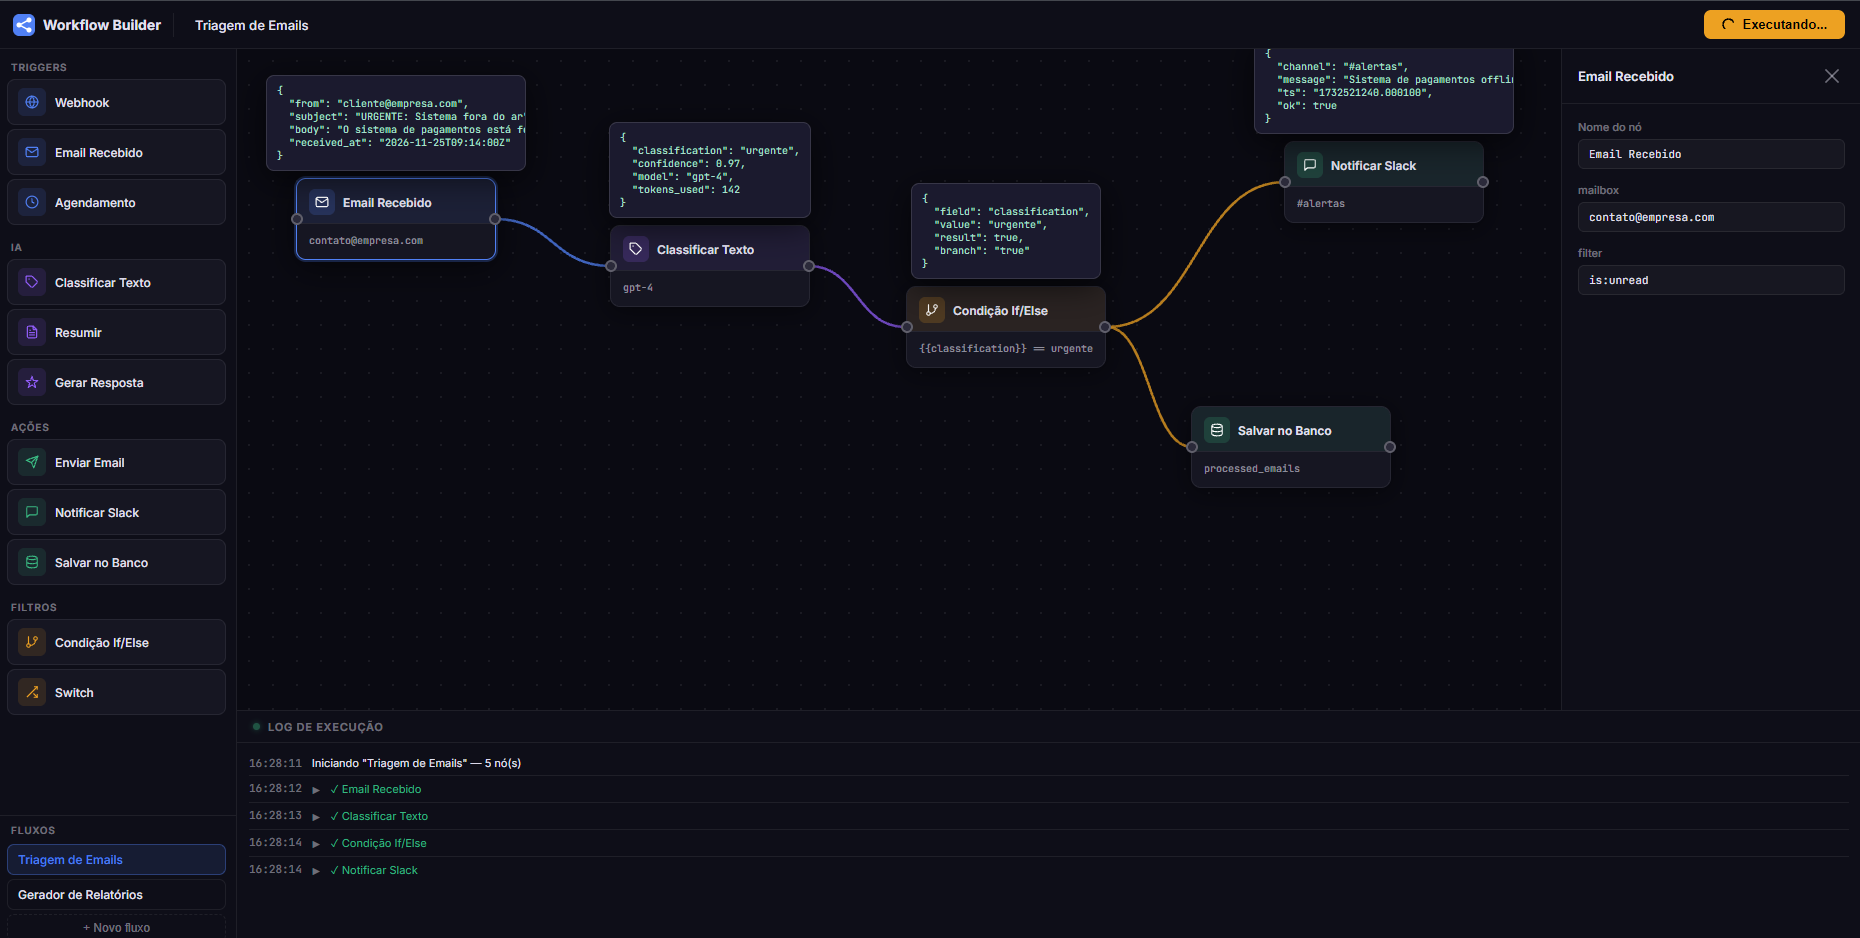 Workflow Builder
Triagem de Emails
Executando...
TRIGGERS
Webhook
Email Recebido
Agendamento
IA
Classificar Texto
Resumir
Gerar Resposta
AÇÕES
Enviar Email
Notificar Slack
Salvar no Banco
FILTROS
Condição If/Else
Switch
FLUXOS
Triagem de Emails
Gerador de Relatórios
+ Novo fluxo
{
"from": "cliente@empresa.com",
"subject": "URGENTE: Sistema fora do ar"
"body": "O sistema de pagamentos está
"received_at": "2026-11-25T09:14:00Z"
}
Email Recebido
contato@empresa.com
{
"classification": "urgente",
"confidence": 0.97,
"model": "gpt-4",
"tokens_used": 142
}
Classificar Texto
gpt-4
{
"field": "classification",
"value": "urgente",
"result": true,
"branch": "true"
}
Condição If/Else
{{classification}} == urgente
{
"channel": "#alertas",
"message": "Sistema de pagamentos offli
"ts": "1732521240.000100",
"ok": true
}
Notificar Slack
#alertas
Salvar no Banco
processed_emails
Email Recebido
Nome do nó
Email Recebido
mailbox
contato@empresa.com
filter
is:unread
LOG DE EXECUÇÃO
16:28:11 Iniciando "Triagem de Emails" — 5 nó(s)
16:28:12 ▶ ✓ Email Recebido
16:28:13 ▶ ✓ Classificar Texto
16:28:14 ▶ ✓ Condição If/Else
16:28:14 ▶ ✓ Notificar Slack